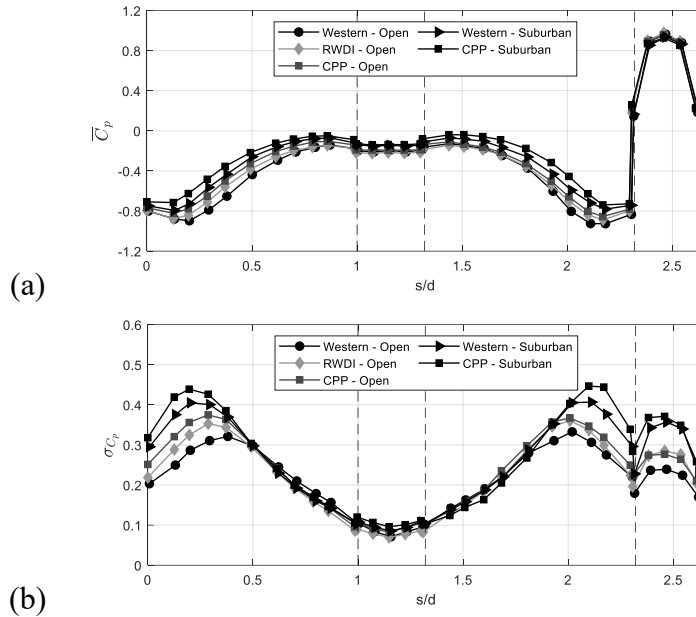 1.2
0.8
0.4
0
-0.4
-0.8
-1.2
C̅p
Western - Open
RWDI - Open
CPP - Open
Western - Suburban
CPP - Suburban
0 0.5 1 1.5 2 2.5
s/d
(a)
0.6
0.5
0.4
0.3
0.2
0.1
0
σCp
Western - Open
RWDI - Open
CPP - Open
Western - Suburban
CPP - Suburban
0 0.5 1 1.5 2 2.5
s/d
(b)